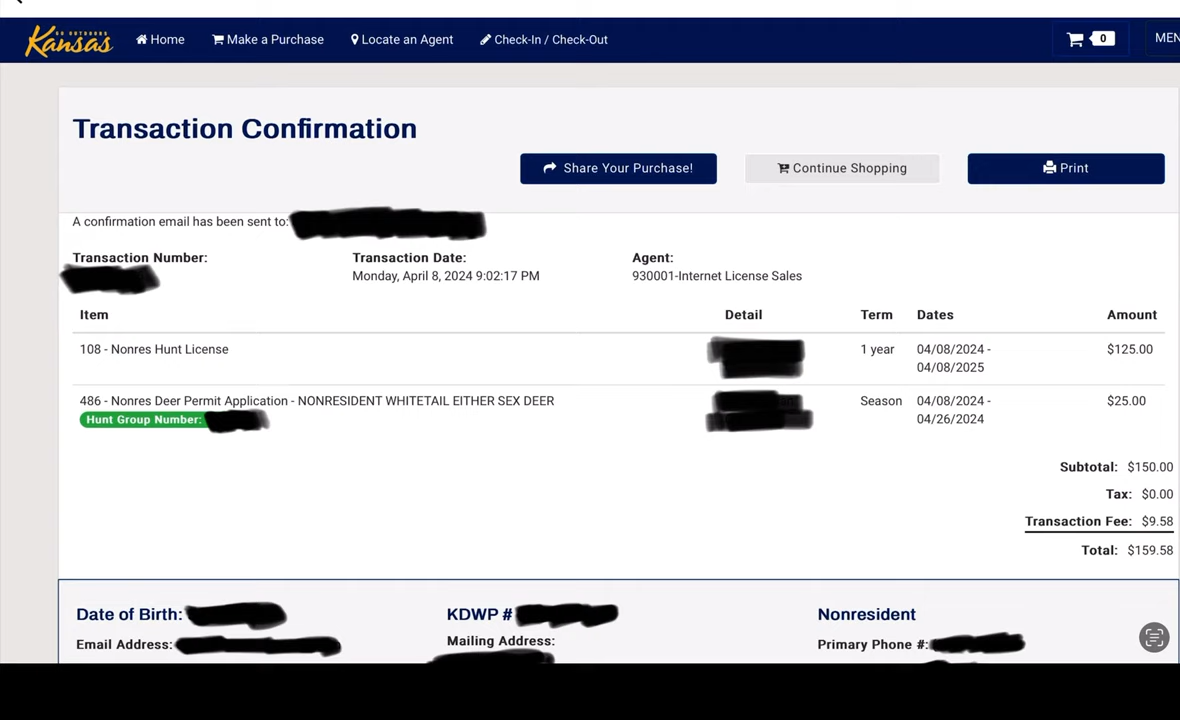 GO OUTDOORS
Kansas
Home
Make a Purchase
Locate an Agent
Check-In / Check-Out
0
MEN
Transaction Confirmation
Share Your Purchase!
Continue Shopping
Print
A confirmation email has been sent to:
Transaction Number:
Transaction Date:
Agent:
Monday, April 8, 2024 9:02:17 PM
930001-Internet License Sales
Item Detail Term Dates Amount
108 - Nonres Hunt License 1 year 04/08/2024 - $125.00
04/08/2025
486 - Nonres Deer Permit Application - NONRESIDENT WHITETAIL EITHER SEX DEER Season 04/08/2024 - $25.00
Hunt Group Number: 04/26/2024
Subtotal: $150.00
Tax: $0.00
Transaction Fee: $9.58
Total: $159.58
Date of Birth: KDWP # Nonresident
Email Address: Mailing Address: Primary Phone #: